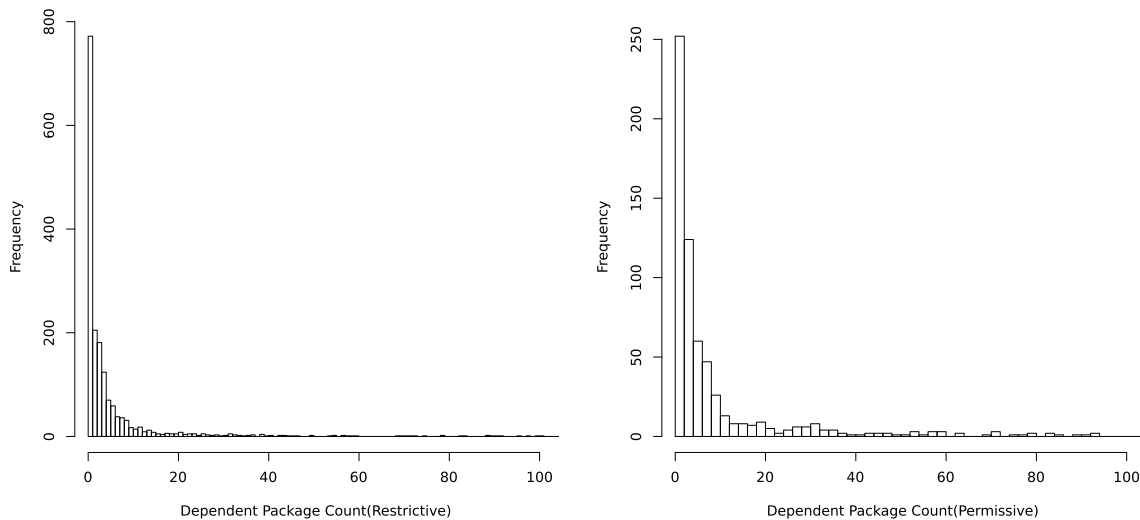 Frequency
0 200 400 600 800
0 20 40 60 80 100
Dependent Package Count(Restrictive)
Frequency
0 50 100 150 200 250
0 20 40 60 80 100
Dependent Package Count(Permissive)